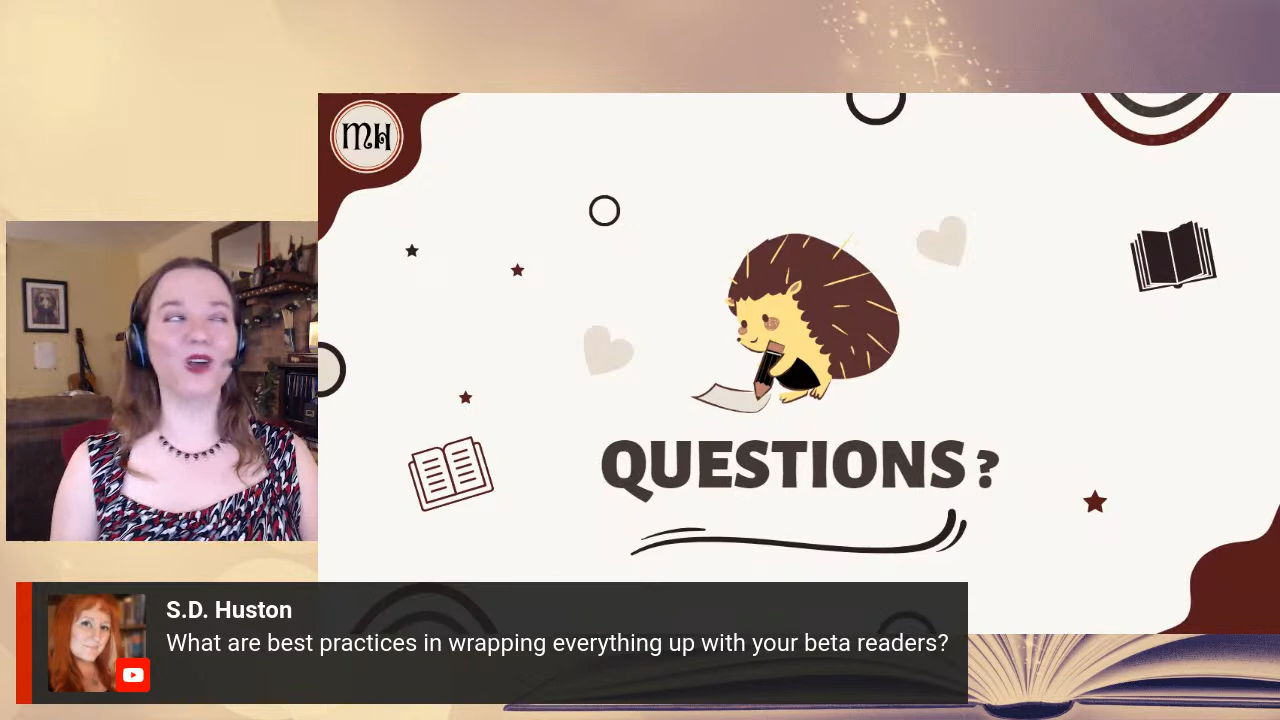 MH
QUESTIONS?
S.D. Huston
What are best practices in wrapping everything up with your beta readers?